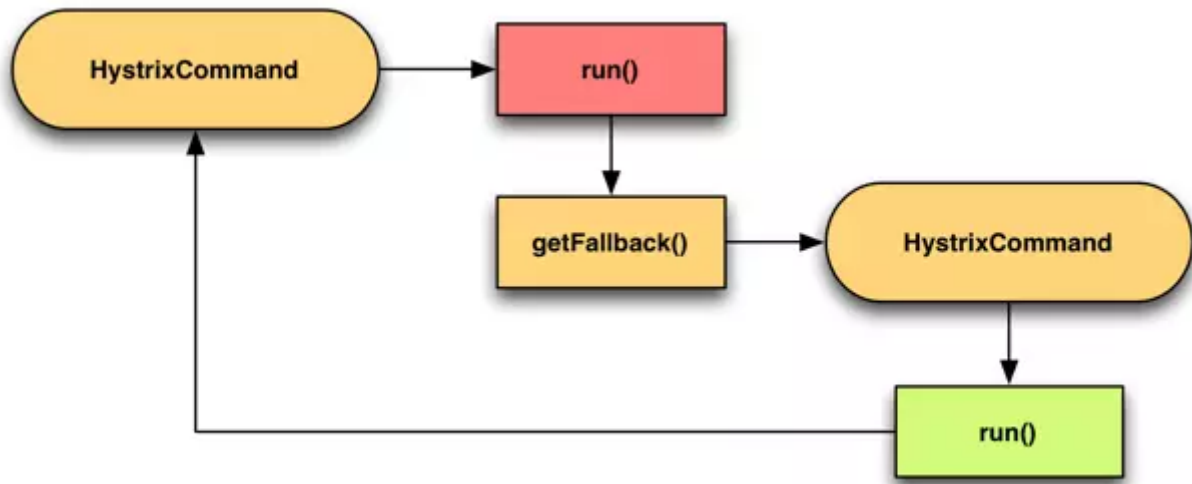 HystrixCommand
run()
getFallback()
HystrixCommand
run()